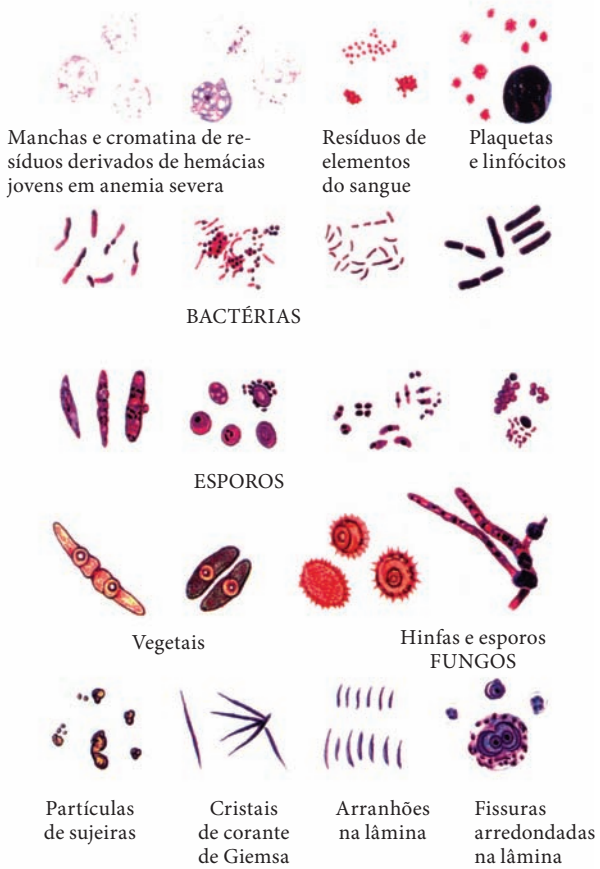 Manchas e cromatina de re-
síduos derivados de hemácias
jovens em anemia severa
Resíduos de
elementos
do sangue
Plaquetas
e linfócitos
BACTÉRIAS
ESPOROS
Vegetais
Hinfas e esporos
FUNGOS
Partículas
de sujeiras
Cristais
de corante
de Giemsa
Arranhões
na lâmina
Fissuras
arredondadas
na lâmina